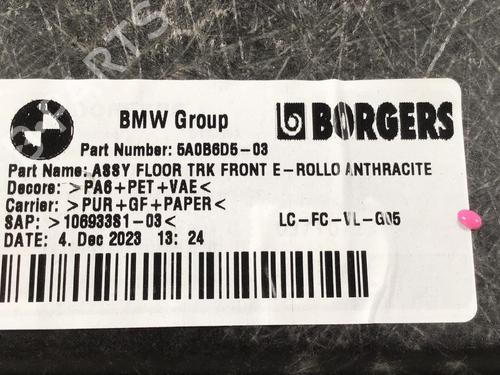 BMW Group
BORGERS
Part Number: 5A0B6D5-03
Part Name: ASSY FLOOR TRK FRONT E-ROLLO ANTHRACITE
Decore: >PA6+PET+VAE<
Carrier: >PUR+GF+PAPER<
SAP: >10693381-03<
LC-FC-VL-G05
DATE: 4. Dec 2023 13: 24